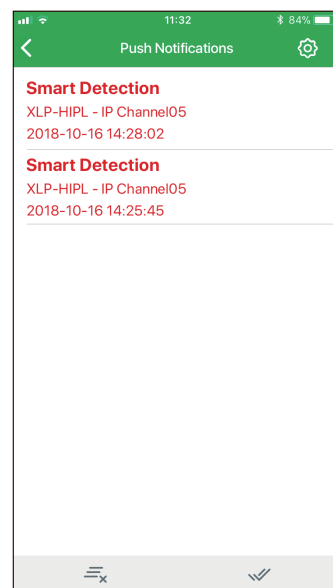 11:32
84%
Push Notifications
Smart Detection
XLP-HIPL - IP Channel05
2018-10-16 14:28:02
Smart Detection
XLP-HIPL - IP Channel05
2018-10-16 14:25:45